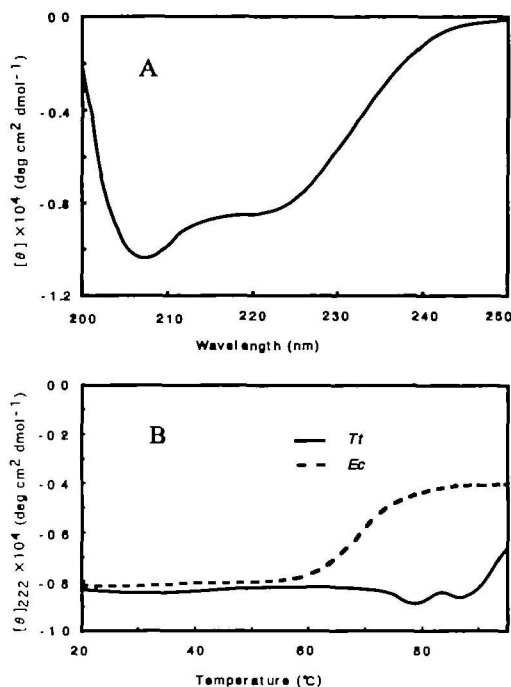 0.0
A
-0.4
-0.8
-1.2
[θ] ×10⁴ (deg cm² dmol⁻¹)
200 210 220 230 240 250
Wavelength (nm)
0.0
B
Tt
Ec
-0.2
-0.4
-0.6
-0.8
-1.0
[θ]₂₂₂ ×10⁴ (deg cm² dmol⁻¹)
20 40 60 80
Temperature (℃)